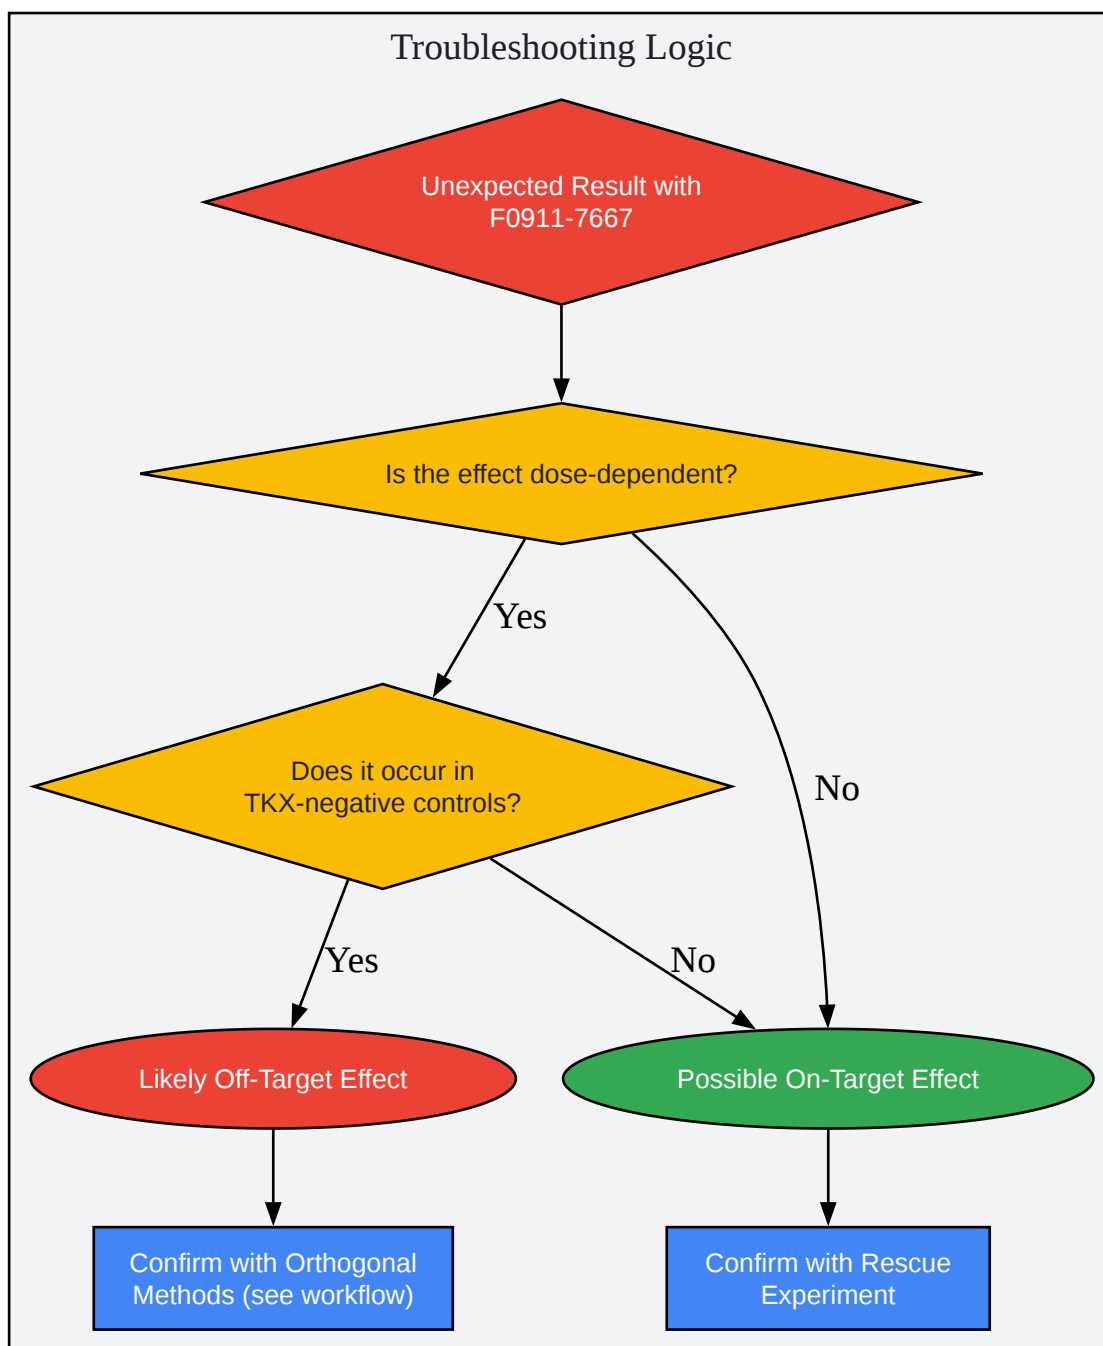 Troubleshooting Logic
Unexpected Result with
F0911-7667
Is the effect dose-dependent?
Yes
Does it occur in
TKX-negative controls?
No
Yes
No
Likely Off-Target Effect
Possible On-Target Effect
Confirm with Orthogonal
Methods (see workflow)
Confirm with Rescue
Experiment